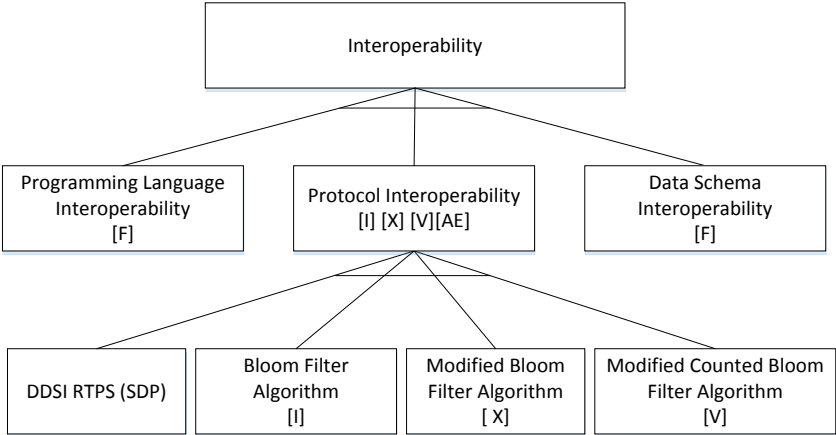 Interoperability
Programming Language
Interoperability
[F]
Protocol Interoperability
[I] [X] [V][AE]
Data Schema
Interoperability
[F]
DDSI RTPS (SDP)
Bloom Filter
Algorithm
[I]
Modified Bloom
Filter Algorithm
[ X]
Modified Counted Bloom
Filter Algorithm
[V]